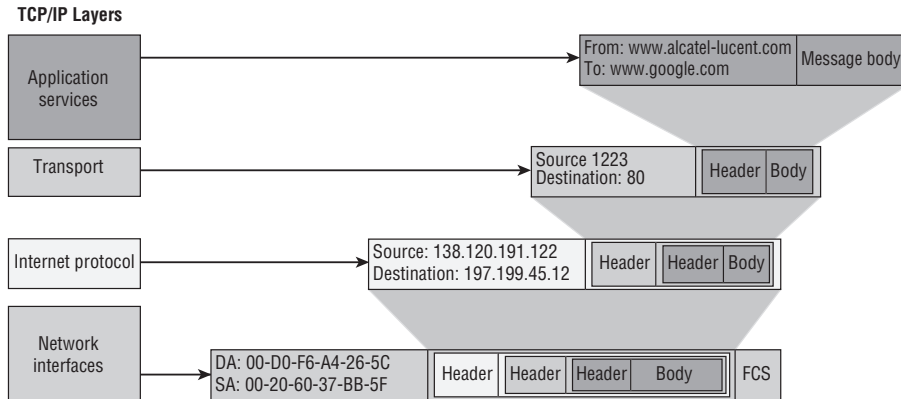 TCP/IP Layers
Application
services
From: www.alcatel-lucent.com
To: www.google.com
Message body
Transport
Source 1223
Destination: 80
Header
Body
Internet protocol
Source: 138.120.191.122
Destination: 197.199.45.12
Header
Header
Body
Network
interfaces
DA: 00-D0-F6-A4-26-5C
SA: 00-20-60-37-BB-5F
Header
Header
Header
Body
FCS